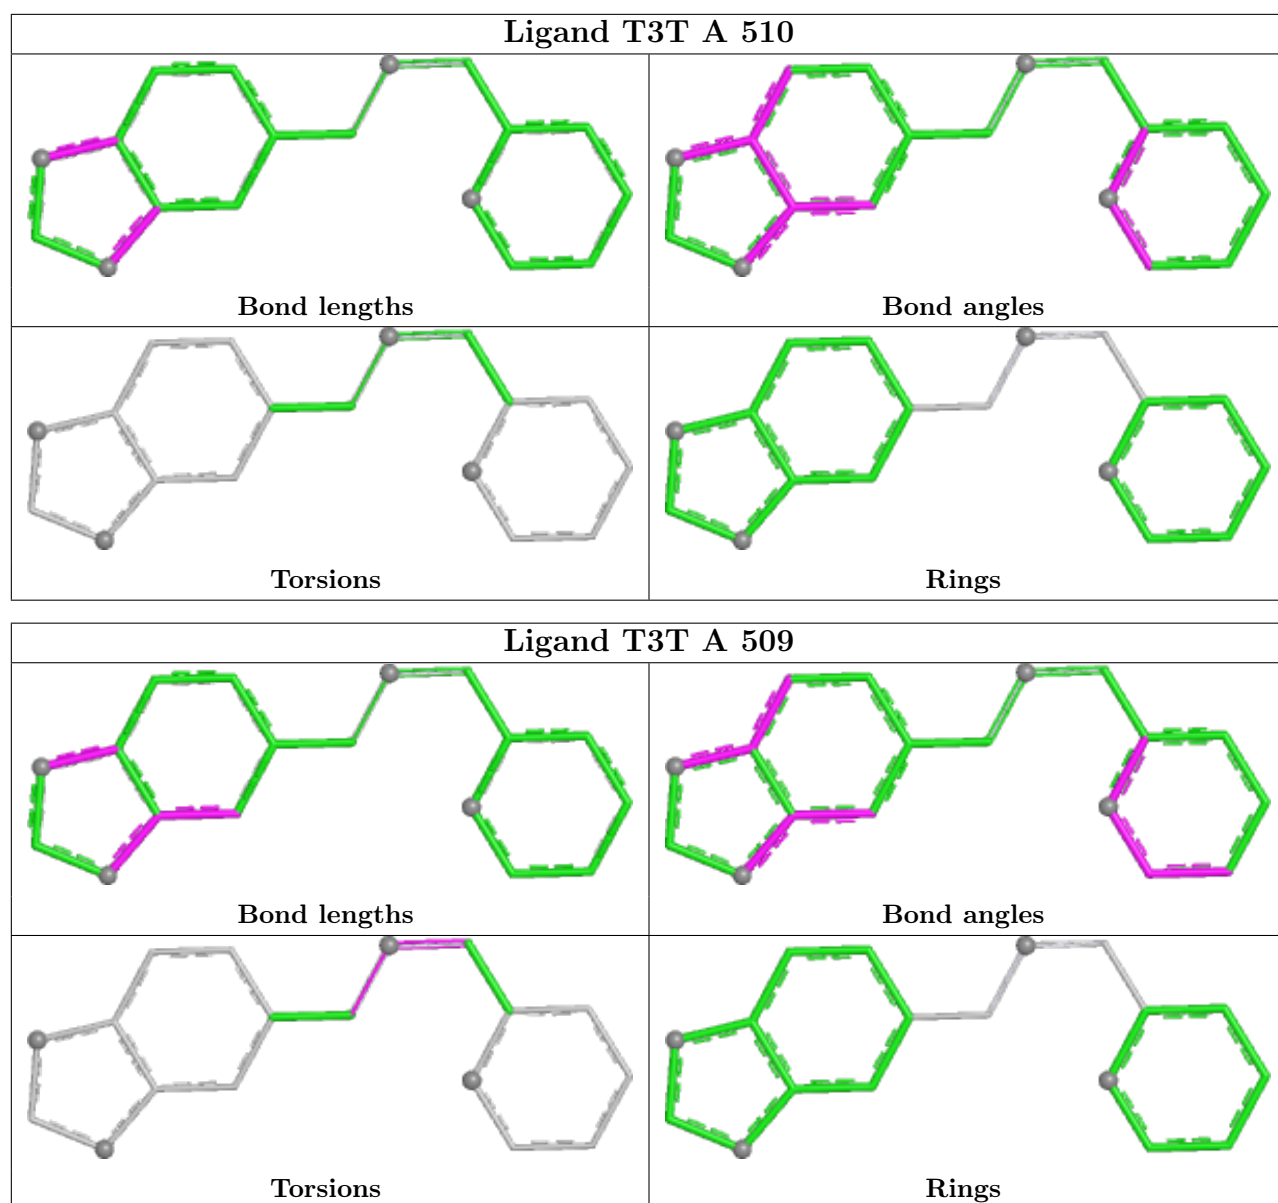 Ligand T3T A 510
Bond lengths
Bond angles
Torsions
Rings
Ligand T3T A 509
Bond lengths
Bond angles
Torsions
Rings